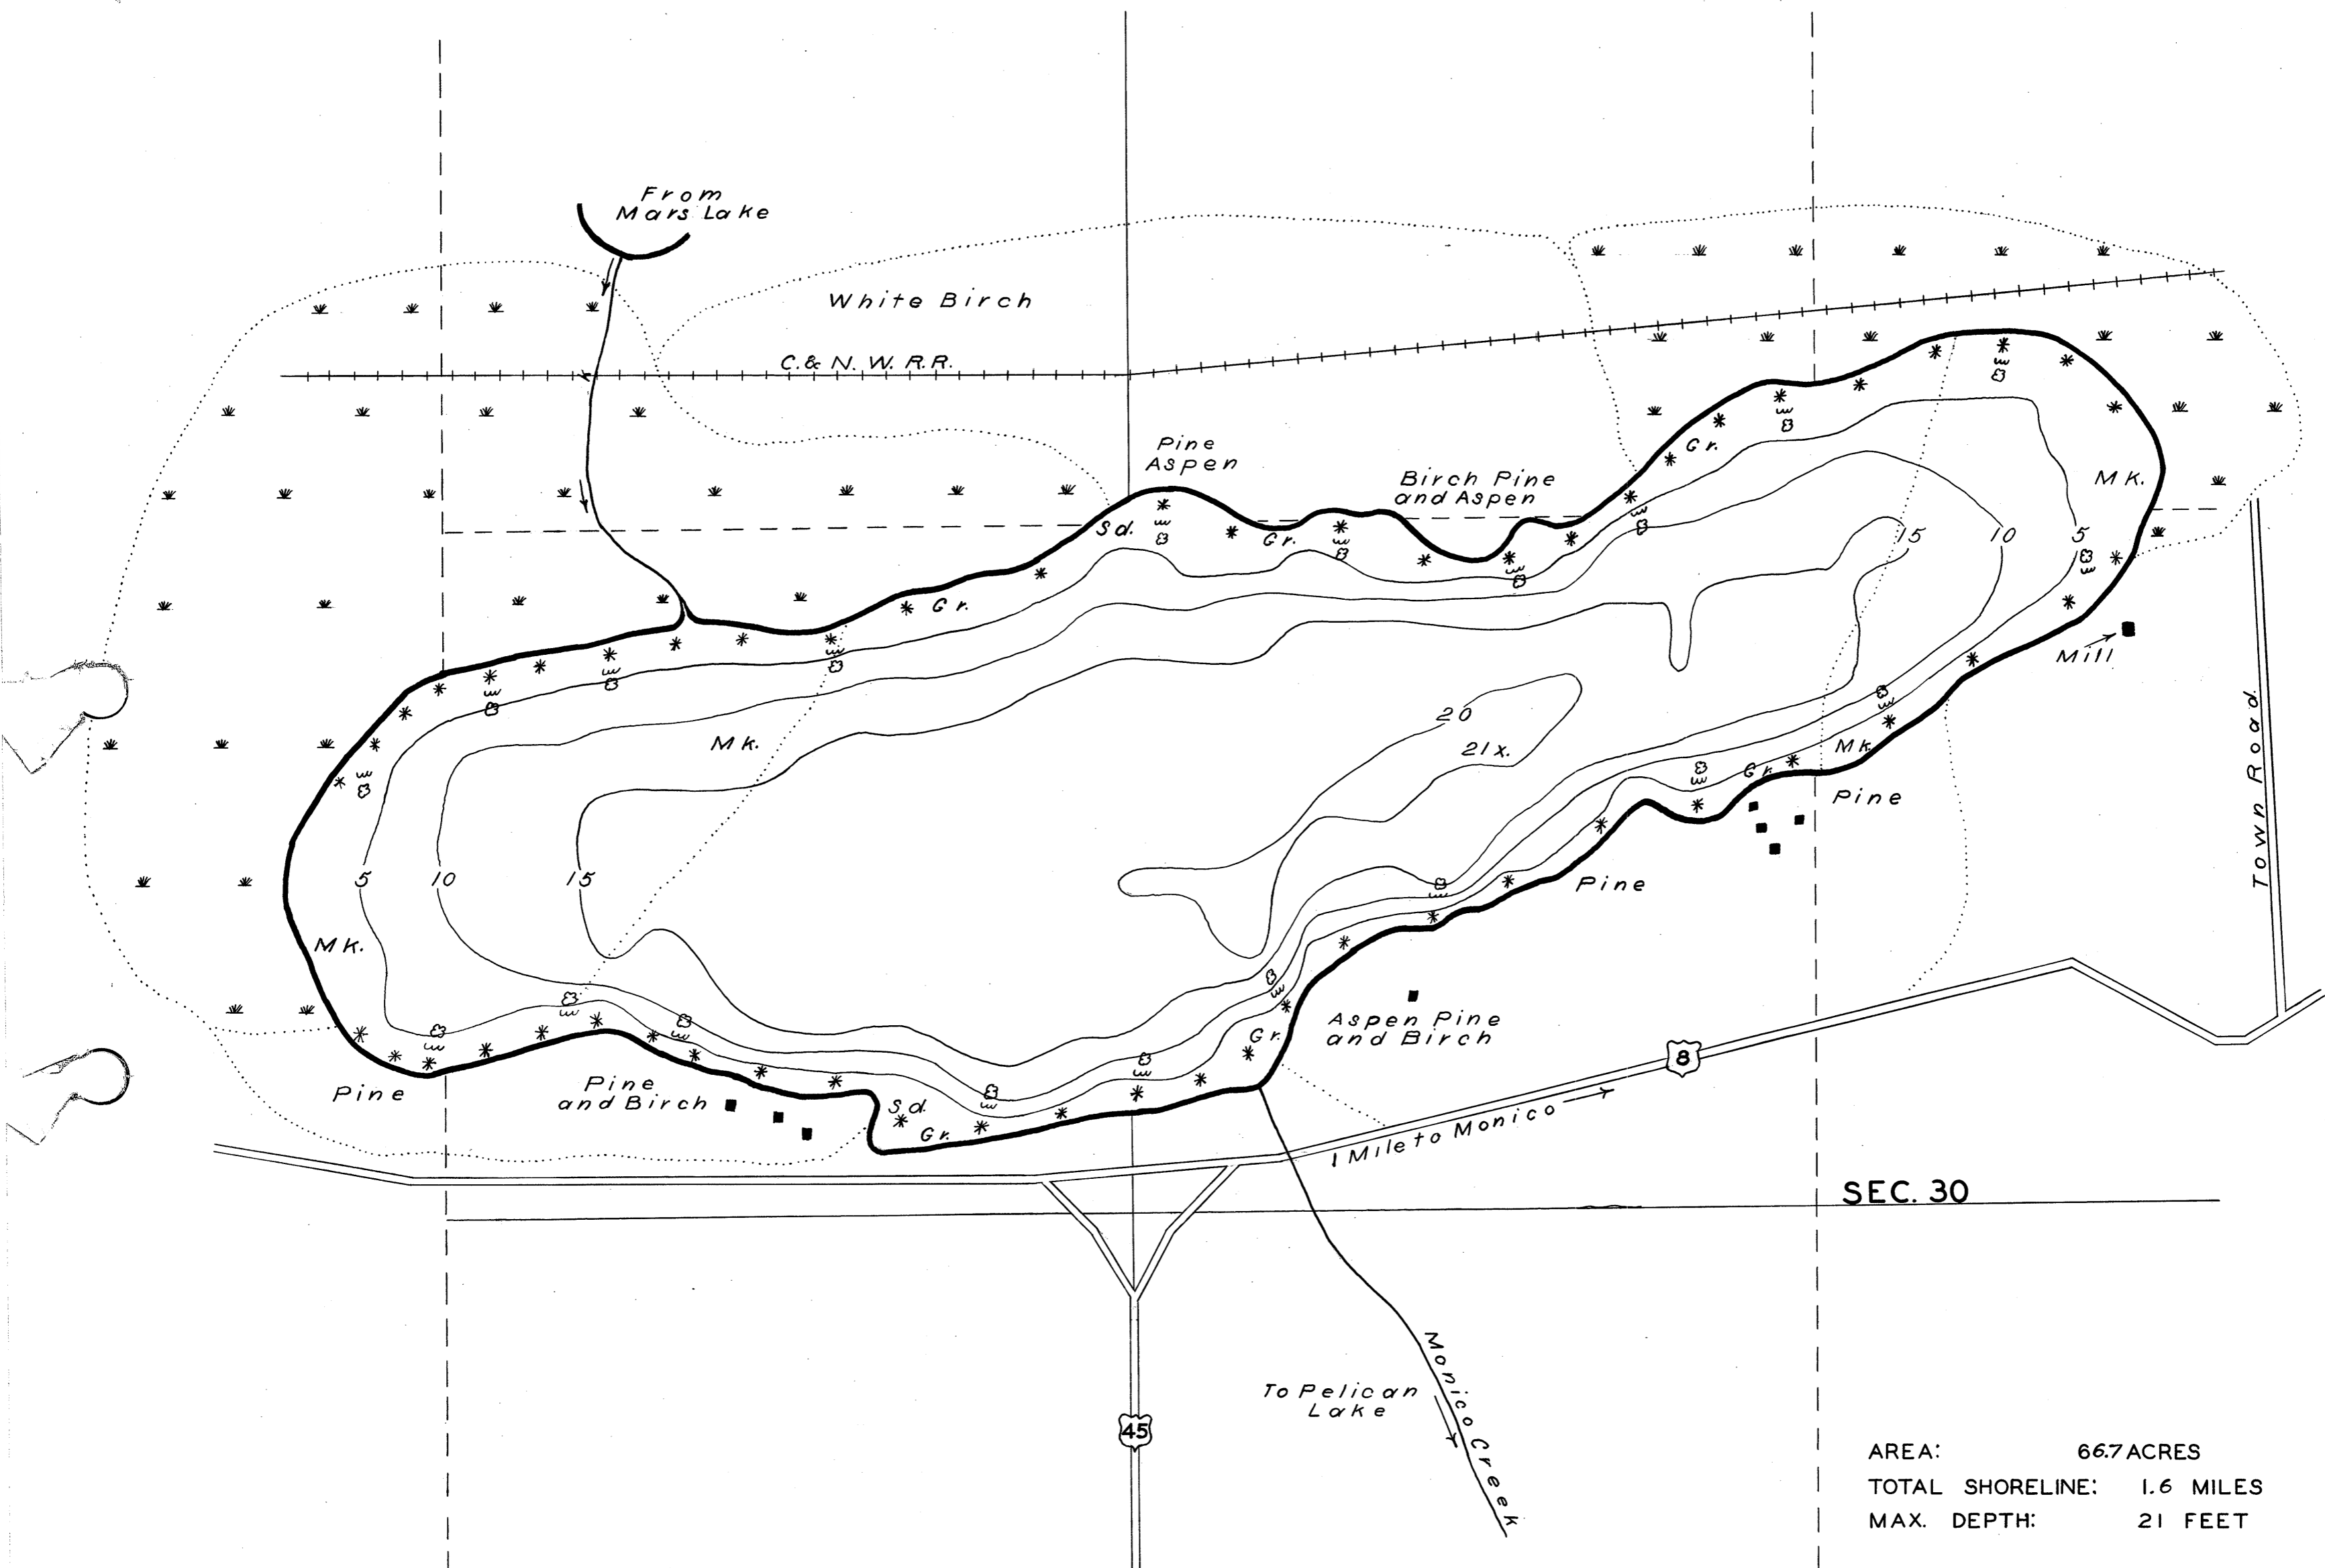 From
Mars Lake
White Birch
C. & N. W. R.R.
Pine
Aspen
Birch Pine
and Aspen
Gr.
Mk.
Sd.
Gr.
Gr.
15
10
5
Mill
20
21x.
Mk.
Mk.
Gr.
Pine
Town Road.
5
10
15
Pine
Mk.
Aspen Pine
and Birch
Gr.
8
Pine
Pine
and Birch
Sd.
Gr.
1 Mile to Monico
SEC. 30
Monico Creek
To Pelican
Lake
45
AREA: 66.7 ACRES
TOTAL SHORELINE: 1.6 MILES
MAX. DEPTH: 21 FEET